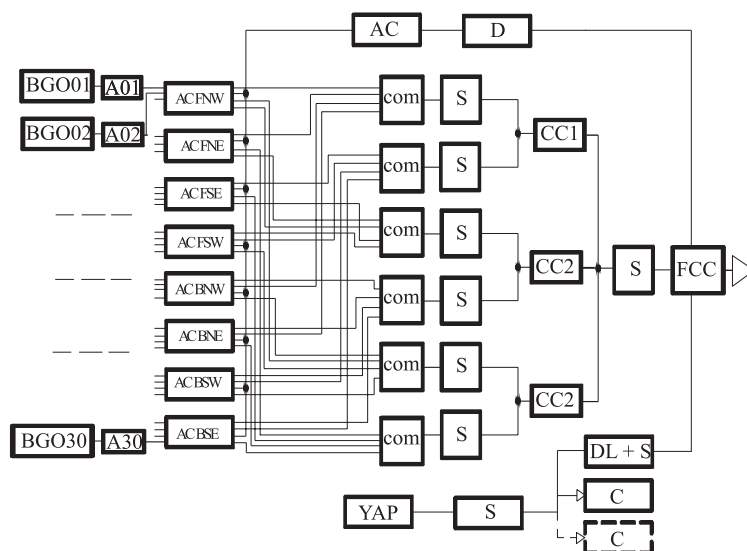 AC D
BGO01 A01
BGO02 A02
ACFNW
ACFNE
ACFSE
ACFSW
ACBNW
ACBNE
ACBSW
ACBSE
BGO30 A30
com S
com S
com S
com S
com S
com S
CC1
CC2
CC2
S FCC
DL + S
YAP S C
C